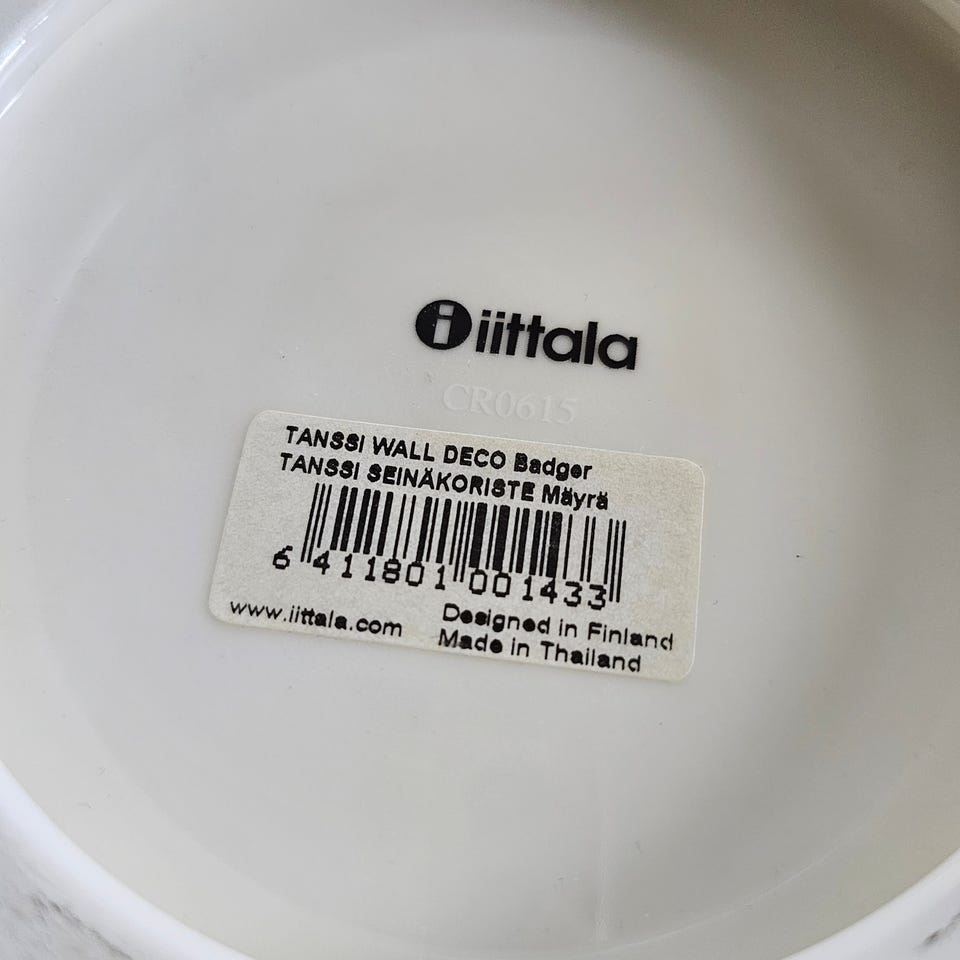 i iittala
CR0615
TANSSI WALL DECO Badger
TANSSI SEINÄKORISTE Mäyrä
6 411801 001433
www.iittala.com
Designed in Finland
Made in Thailand